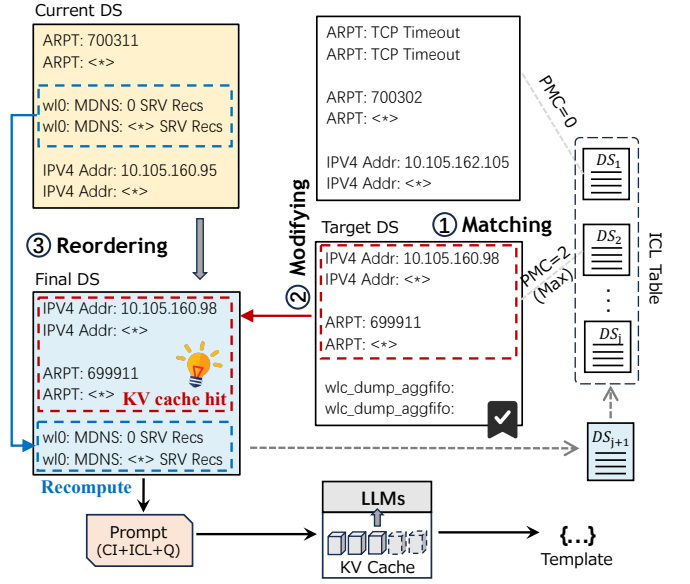 Current DS
ARPT: 700311
ARPT: <*>
wl0: MDNS: 0 SRV Recs
wl0: MDNS: <*> SRV Recs
IPV4 Addr: 10.105.160.95
IPV4 Addr: <*>
ARPT: TCP Timeout
ARPT: TCP Timeout
ARPT: 700302
ARPT: <*>
IPV4 Addr: 10.105.162.105
IPV4 Addr: <*>
PMC=0
DS1
DS2
⋮
DSj
ICL Table
PMC=2
(Max)
① Matching
② Modifying
③ Reordering
Target DS
IPV4 Addr: 10.105.160.98
IPV4 Addr: <*>
ARPT: 699911
ARPT: <*>
wlc_dump_aggfifo:
wlc_dump_aggfifo:
Final DS
IPV4 Addr: 10.105.160.98
IPV4 Addr: <*>
ARPT: 699911
ARPT: <*>
KV cache hit
wl0: MDNS: 0 SRV Recs
wl0: MDNS: <*> SRV Recs
Recompute
DSj+1
Prompt
(CI+ICL+Q)
LLMs
KV Cache
{...}
Template